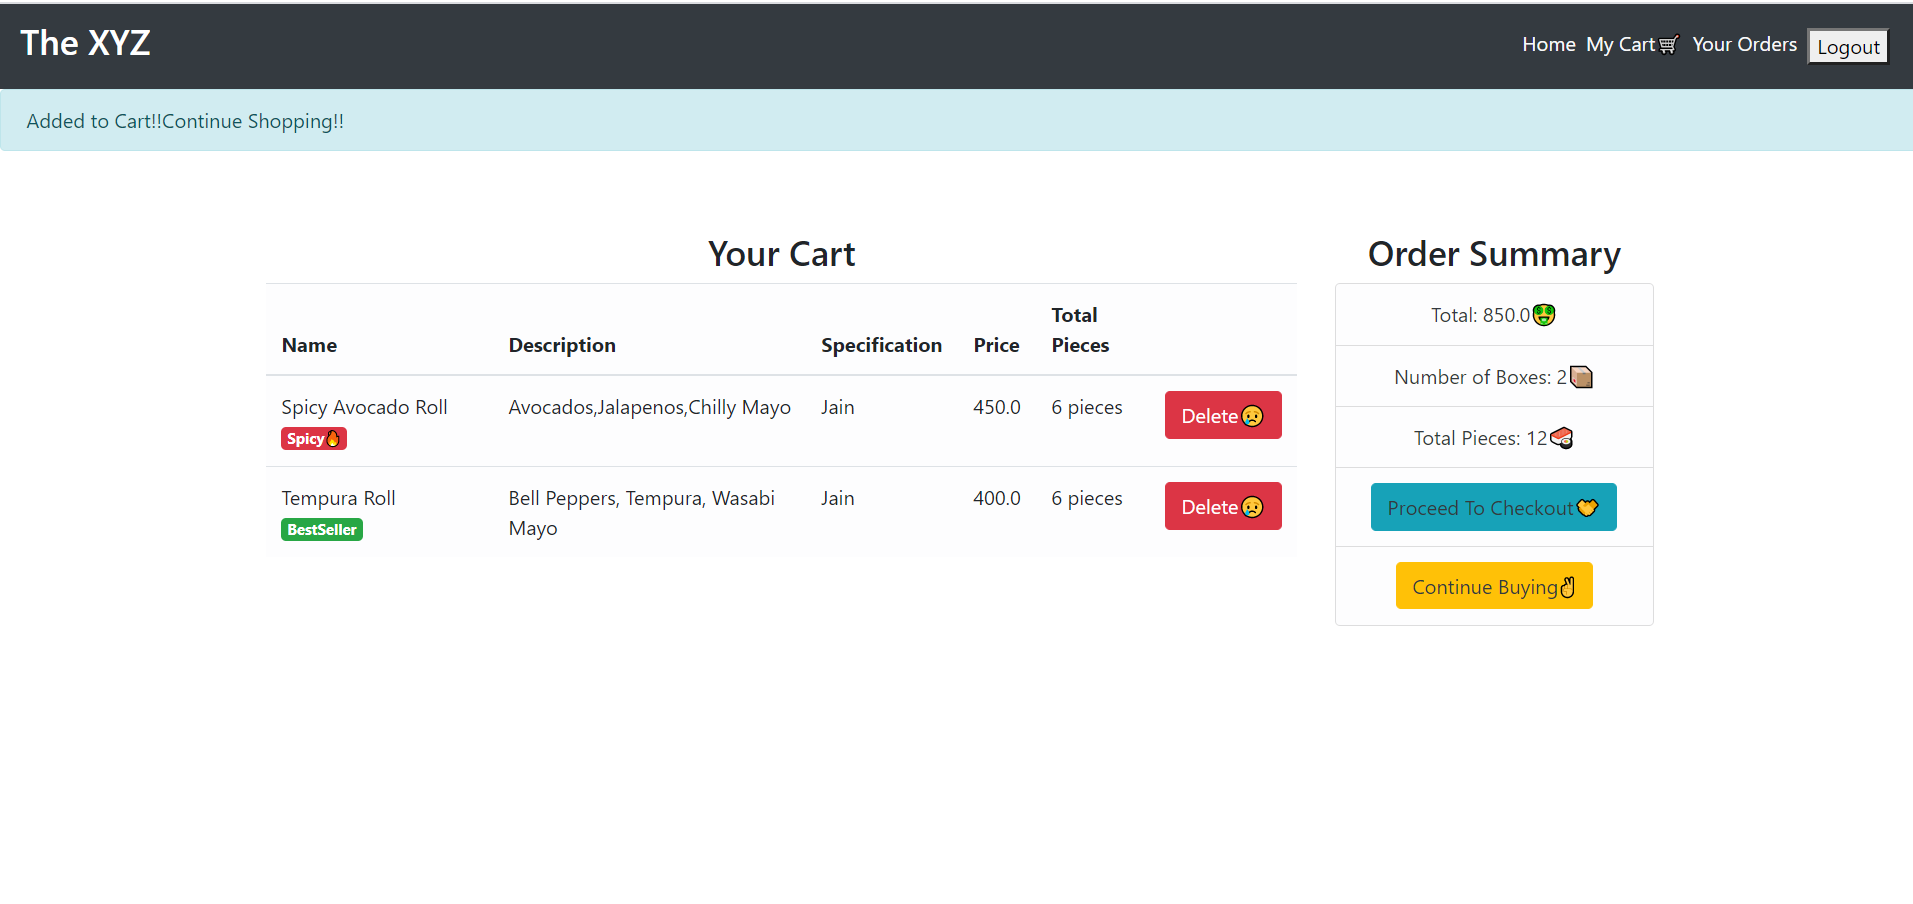 The XYZ
Home My Cart🛒 Your Orders Logout
Added to Cart!!Continue Shopping!!
Your Cart
Name Description Specification Price Total Pieces
Spicy Avocado Roll Avocados,Jalapenos,Chilly Mayo Jain 450.0 6 pieces Delete😥
Spicy🔥
Tempura Roll Bell Peppers, Tempura, Wasabi Mayo Jain 400.0 6 pieces Delete😥
BestSeller
Order Summary
Total: 850.0🤑
Number of Boxes: 2📦
Total Pieces: 12🍣
Proceed To Checkout🤝
Continue Buying✌